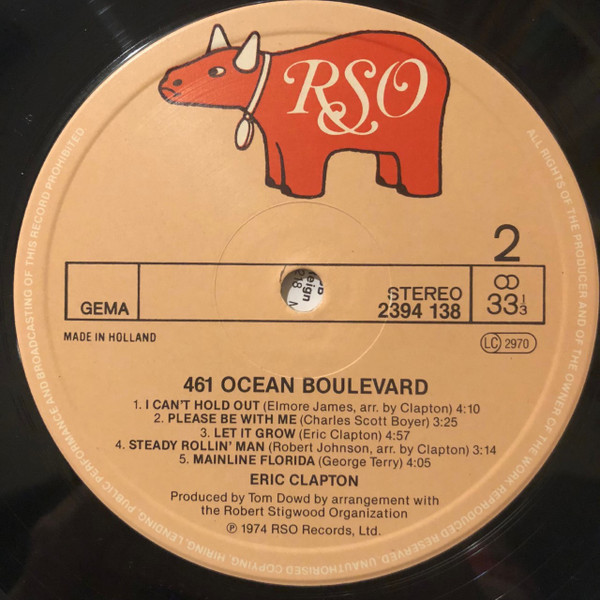 RSO
2
GEMA
STEREO
2394 138
33 1/3
MADE IN HOLLAND
LC 2970
461 OCEAN BOULEVARD
1. I CAN'T HOLD OUT (Elmore James, arr. by Clapton) 4:10
2. PLEASE BE WITH ME (Charles Scott Boyer) 3:25
3. LET IT GROW (Eric Clapton) 4:57
4. STEADY ROLLIN' MAN (Robert Johnson, arr. by Clapton) 3:14
5. MAINLINE FLORIDA (George Terry) 4:05
ERIC CLAPTON
Produced by Tom Dowd by arrangement with
the Robert Stigwood Organization
℗ 1974 RSO Records, Ltd.
ALL RIGHTS OF THE PRODUCER AND OF THE OWNER OF THE WORK REPRODUCED RESERVED. UNAUTHORISED COPYING, HIRING, LENDING, PUBLIC PERFORMANCE AND BROADCASTING OF THIS RECORD PROHIBITED